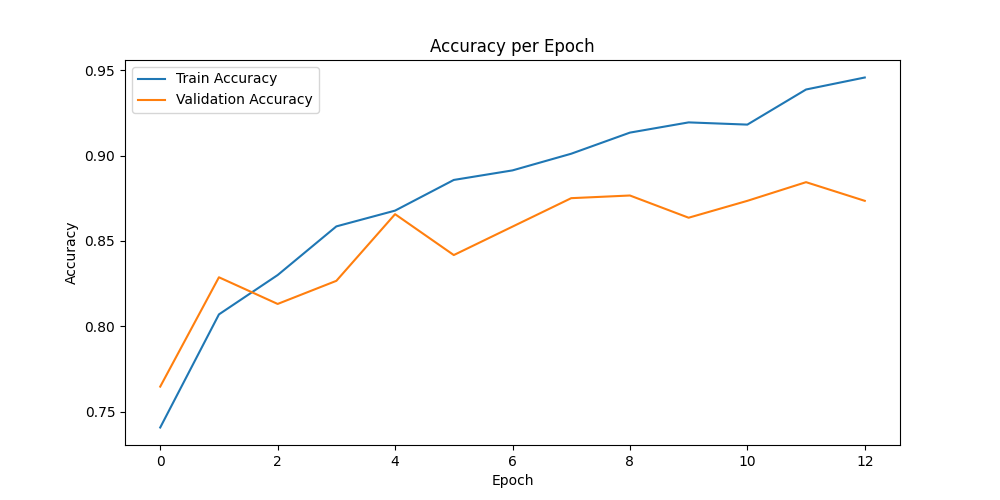 Accuracy per Epoch
Train Accuracy
Validation Accuracy
0.95
0.90
0.85
0.80
0.75
Accuracy
0 2 4 6 8 10 12
Epoch